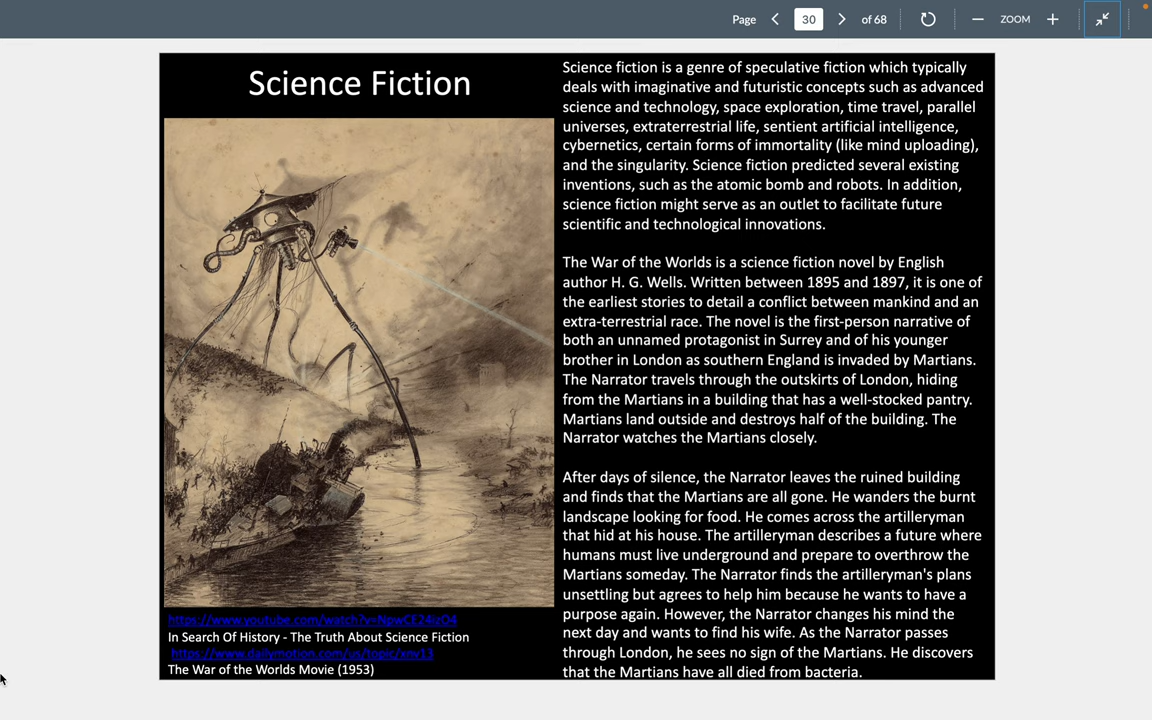 Page
30
of 68
ZOOM
Science Fiction
https://www.youtube.com/watch?v=NpwCE24izO4
In Search Of History - The Truth About Science Fiction
https://www.dailymotion.com/us/topic/xnv13
The War of the Worlds Movie (1953)
Science fiction is a genre of speculative fiction which typically
deals with imaginative and futuristic concepts such as advanced
science and technology, space exploration, time travel, parallel
universes, extraterrestrial life, sentient artificial intelligence,
cybernetics, certain forms of immortality (like mind uploading),
and the singularity. Science fiction predicted several existing
inventions, such as the atomic bomb and robots. In addition,
science fiction might serve as an outlet to facilitate future
scientific and technological innovations.
The War of the Worlds is a science fiction novel by English
author H. G. Wells. Written between 1895 and 1897, it is one of
the earliest stories to detail a conflict between mankind and an
extra-terrestrial race. The novel is the first-person narrative of
both an unnamed protagonist in Surrey and of his younger
brother in London as southern England is invaded by Martians.
The Narrator travels through the outskirts of London, hiding
from the Martians in a building that has a well-stocked pantry.
Martians land outside and destroys half of the building. The
Narrator watches the Martians closely.
After days of silence, the Narrator leaves the ruined building
and finds that the Martians are all gone. He wanders the burnt
landscape looking for food. He comes across the artilleryman
that hid at his house. The artilleryman describes a future where
humans must live underground and prepare to overthrow the
Martians someday. The Narrator finds the artilleryman's plans
unsettling but agrees to help him because he wants to have a
purpose again. However, the Narrator changes his mind the
next day and wants to find his wife. As the Narrator passes
through London, he sees no sign of the Martians. He discovers
that the Martians have all died from bacteria.